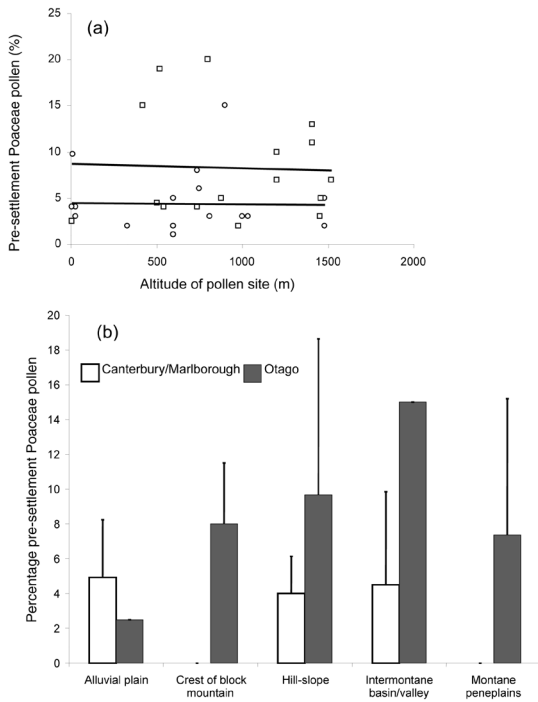 (a)
Pre-settlement Poaceae pollen (%)
25
20
15
10
5
0
0
500
1000
1500
2000
Altitude of pollen site (m)
(b)
Percentage pre-settlement Poaceae pollen
20
18
16
14
12
10
8
6
4
2
0
Canterbury/Marlborough
Otago
Alluvial plain
Crest of block
mountain
Hill-slope
Intermontane
basin/valley
Montane
peneplains